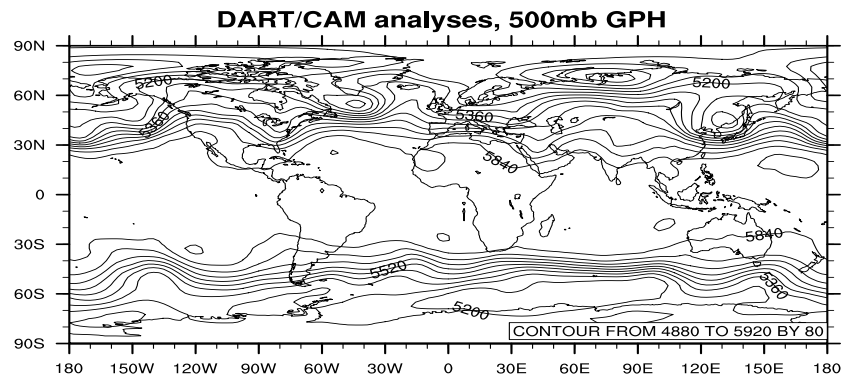 DART/CAM analyses, 500mb GPH
90N
60N
30N
0
30S
60S
90S
5200
5200
5360
5360
5840
5840
5520
5360
5200
CONTOUR FROM 4880 TO 5920 BY 80
180 150W 120W 90W 60W 30W 0 30E 60E 90E 120E 150E 180